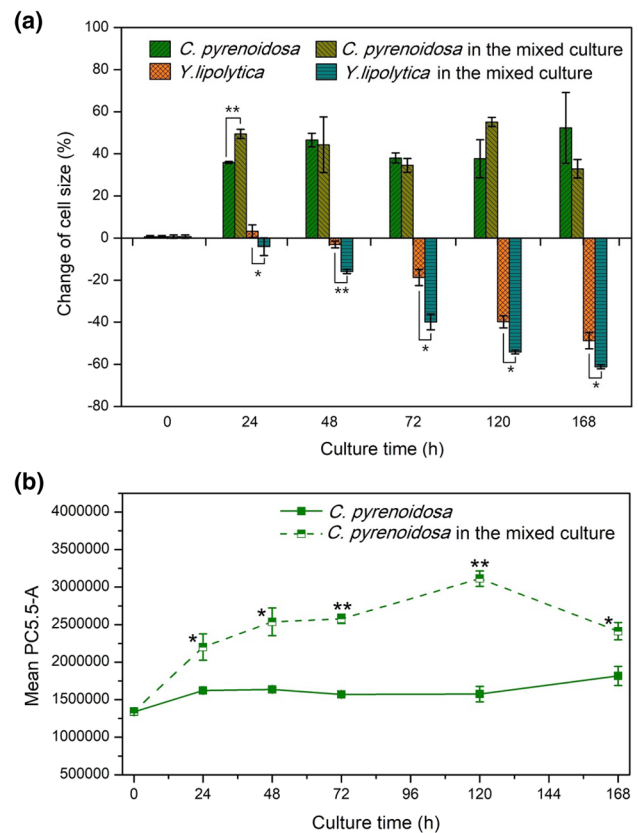 (a)
100
80
60
40
20
0
-20
-40
-60
-80
Change of cell size (%)
C. pyrenoidosa
C. pyrenoidosa in the mixed culture
Y.lipolytica
Y.lipolytica in the mixed culture
**
*
**
*
*
*
0 24 48 72 120 168
Culture time (h)
(b)
4000000
3500000
3000000
2500000
2000000
1500000
1000000
500000
Mean PC5.5-A
C. pyrenoidosa
C. pyrenoidosa in the mixed culture
*
*
**
**
*
0 24 48 72 96 120 144 168
Culture time (h)